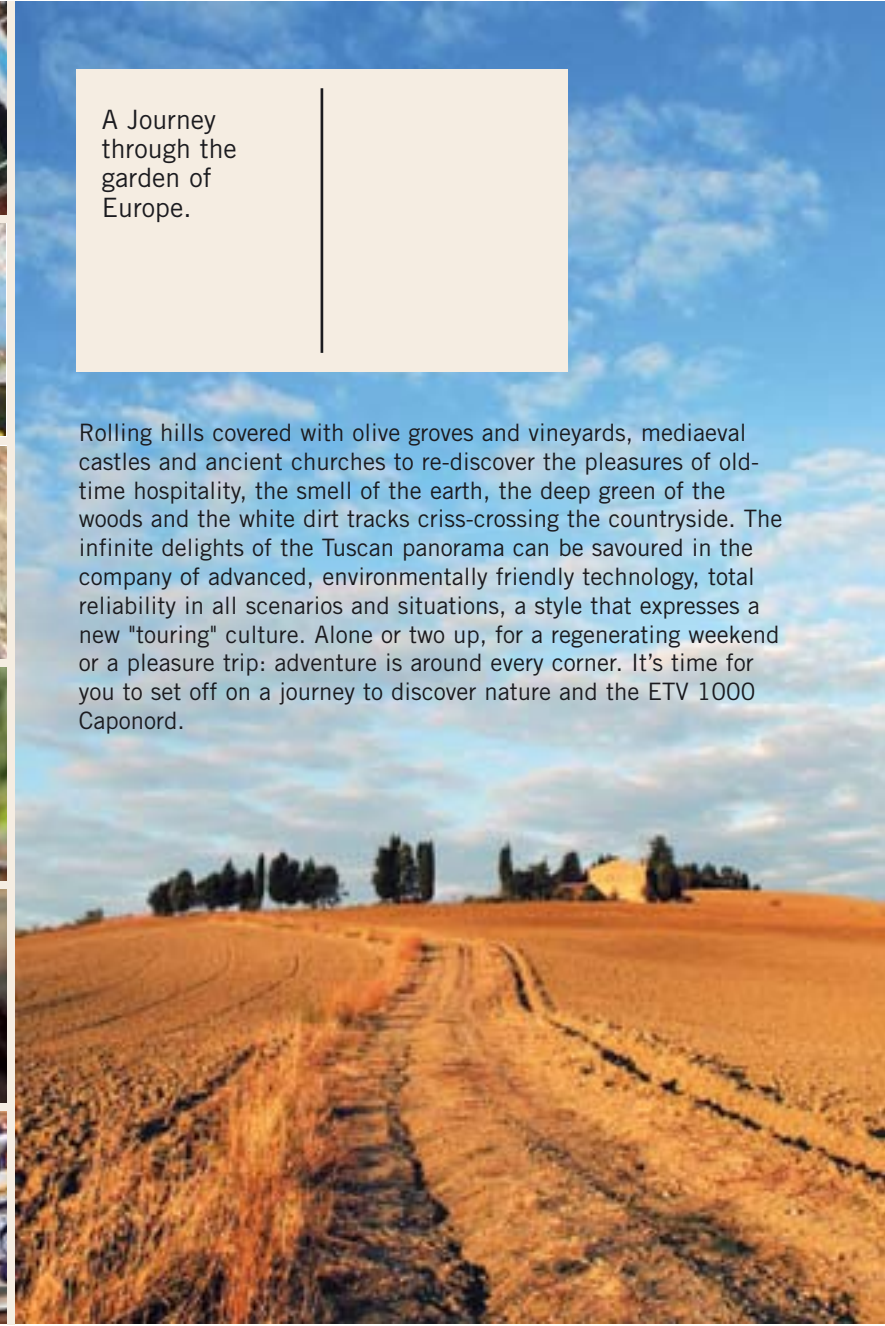 A Journey
through the
garden of
Europe.
Rolling hills covered with olive groves and vineyards, mediaeval
castles and ancient churches to re-discover the pleasures of old-
time hospitality, the smell of the earth, the deep green of the
woods and the white dirt tracks criss-crossing the countryside. The
infinite delights of the Tuscan panorama can be savoured in the
company of advanced, environmentally friendly technology, total
reliability in all scenarios and situations, a style that expresses a
new "touring" culture. Alone or two up, for a regenerating weekend
or a pleasure trip: adventure is around every corner. It’s time for
you to set off on a journey to discover nature and the ETV 1000
Caponord.